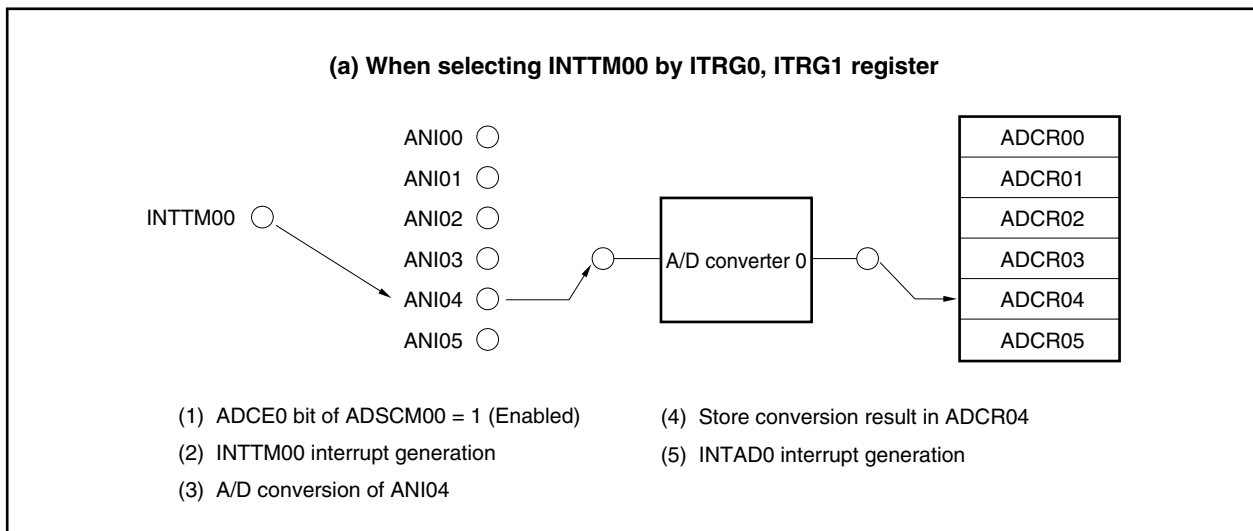 (a) When selecting INTTM00 by ITRG0, ITRG1 register
ANI00
ANI01
ANI02
ANI03
ANI04
ANI05
INTTM00
A/D converter 0
ADCR00
ADCR01
ADCR02
ADCR03
ADCR04
ADCR05
(1) ADCE0 bit of ADSCM00 = 1 (Enabled)
(2) INTTM00 interrupt generation
(3) A/D conversion of ANI04
(4) Store conversion result in ADCR04
(5) INTAD0 interrupt generation